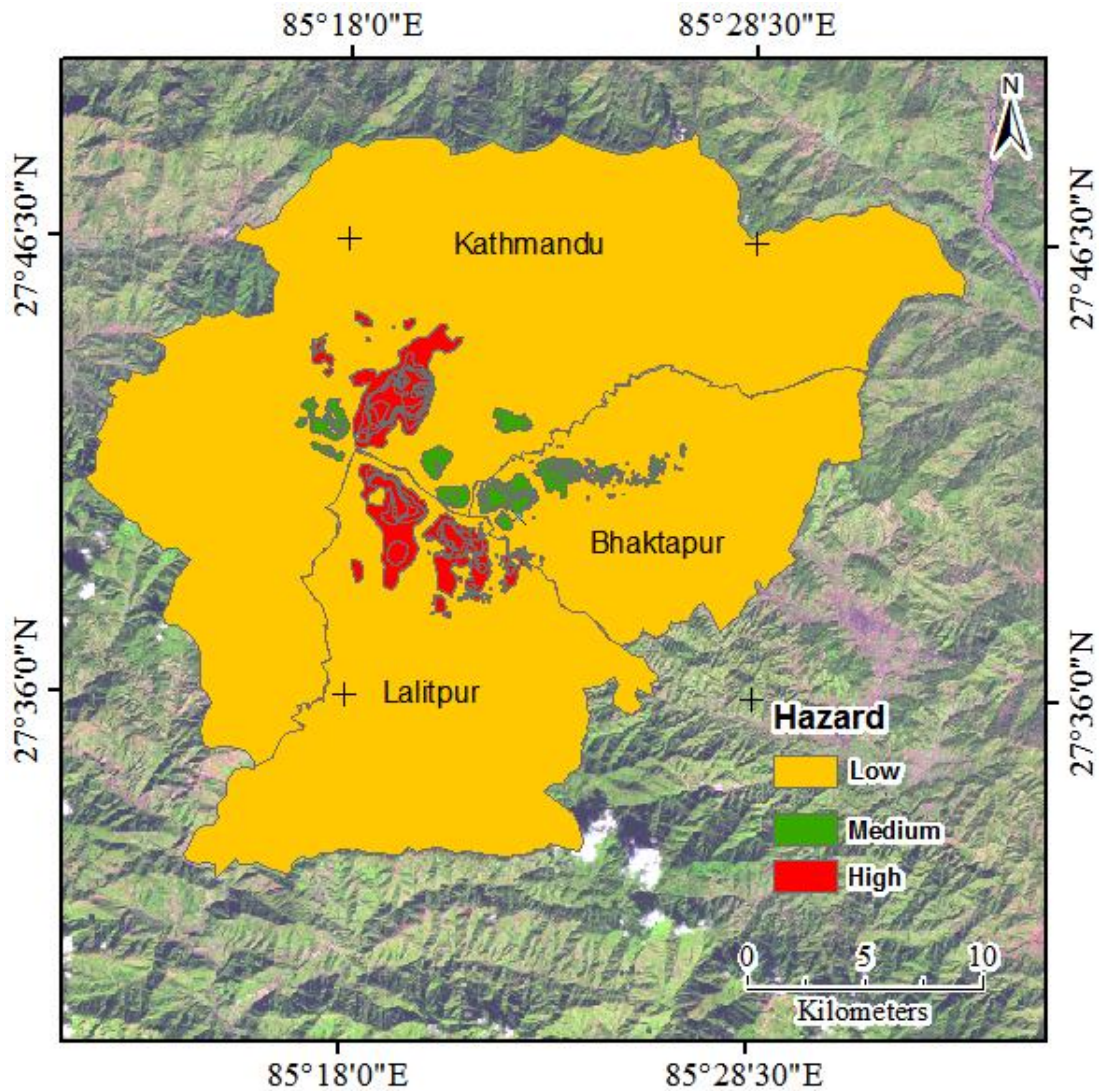 85°18'0"E
85°28'30"E
N
27°46'30"N
27°46'30"N
Kathmandu
Bhaktapur
27°36'0"N
27°36'0"N
Lalitpur
Hazard
Low
Medium
High
0 5 10
Kilometers
85°18'0"E
85°28'30"E